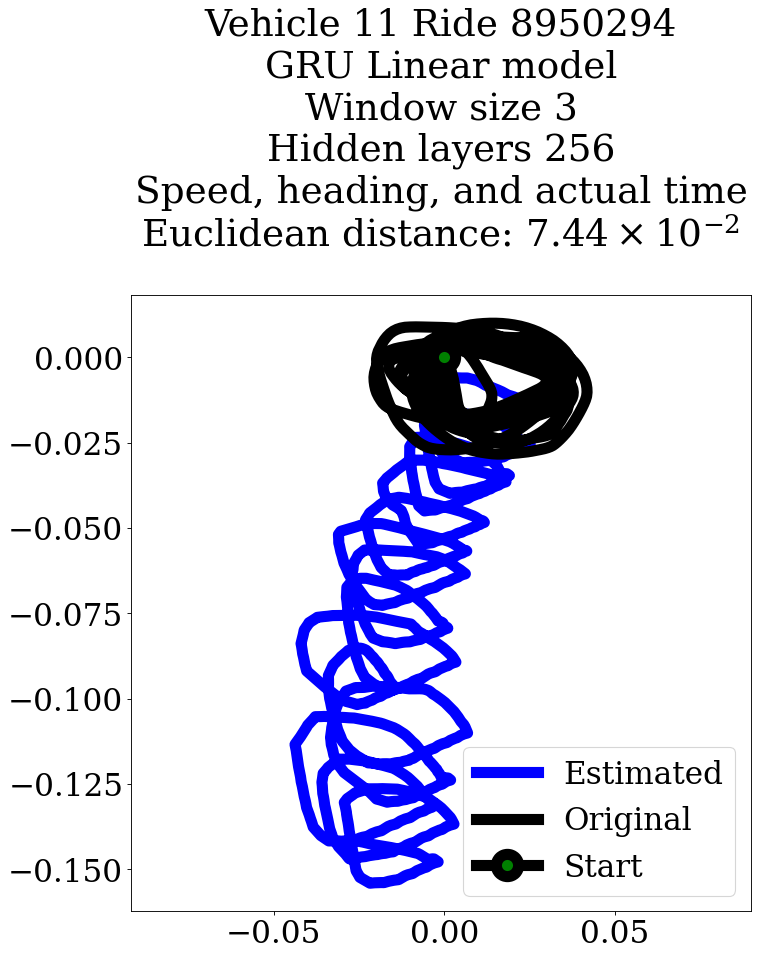 Vehicle 11 Ride 8950294
GRU Linear model
Window size 3
Hidden layers 256
Speed, heading, and actual time
Euclidean distance: 7.44 × 10⁻²
0.000
−0.025
−0.050
−0.075
−0.100
−0.125
−0.150
Estimated
Original
Start
−0.05 0.00 0.05